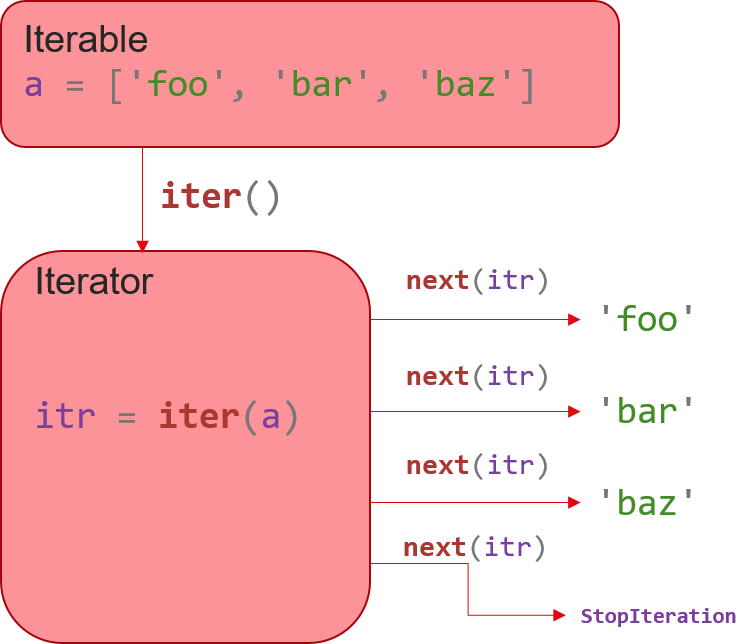 Iterable
a = ['foo', 'bar', 'baz']
iter()
Iterator
itr = iter(a)
next(itr)
'foo'
next(itr)
'bar'
next(itr)
'baz'
next(itr)
StopIteration